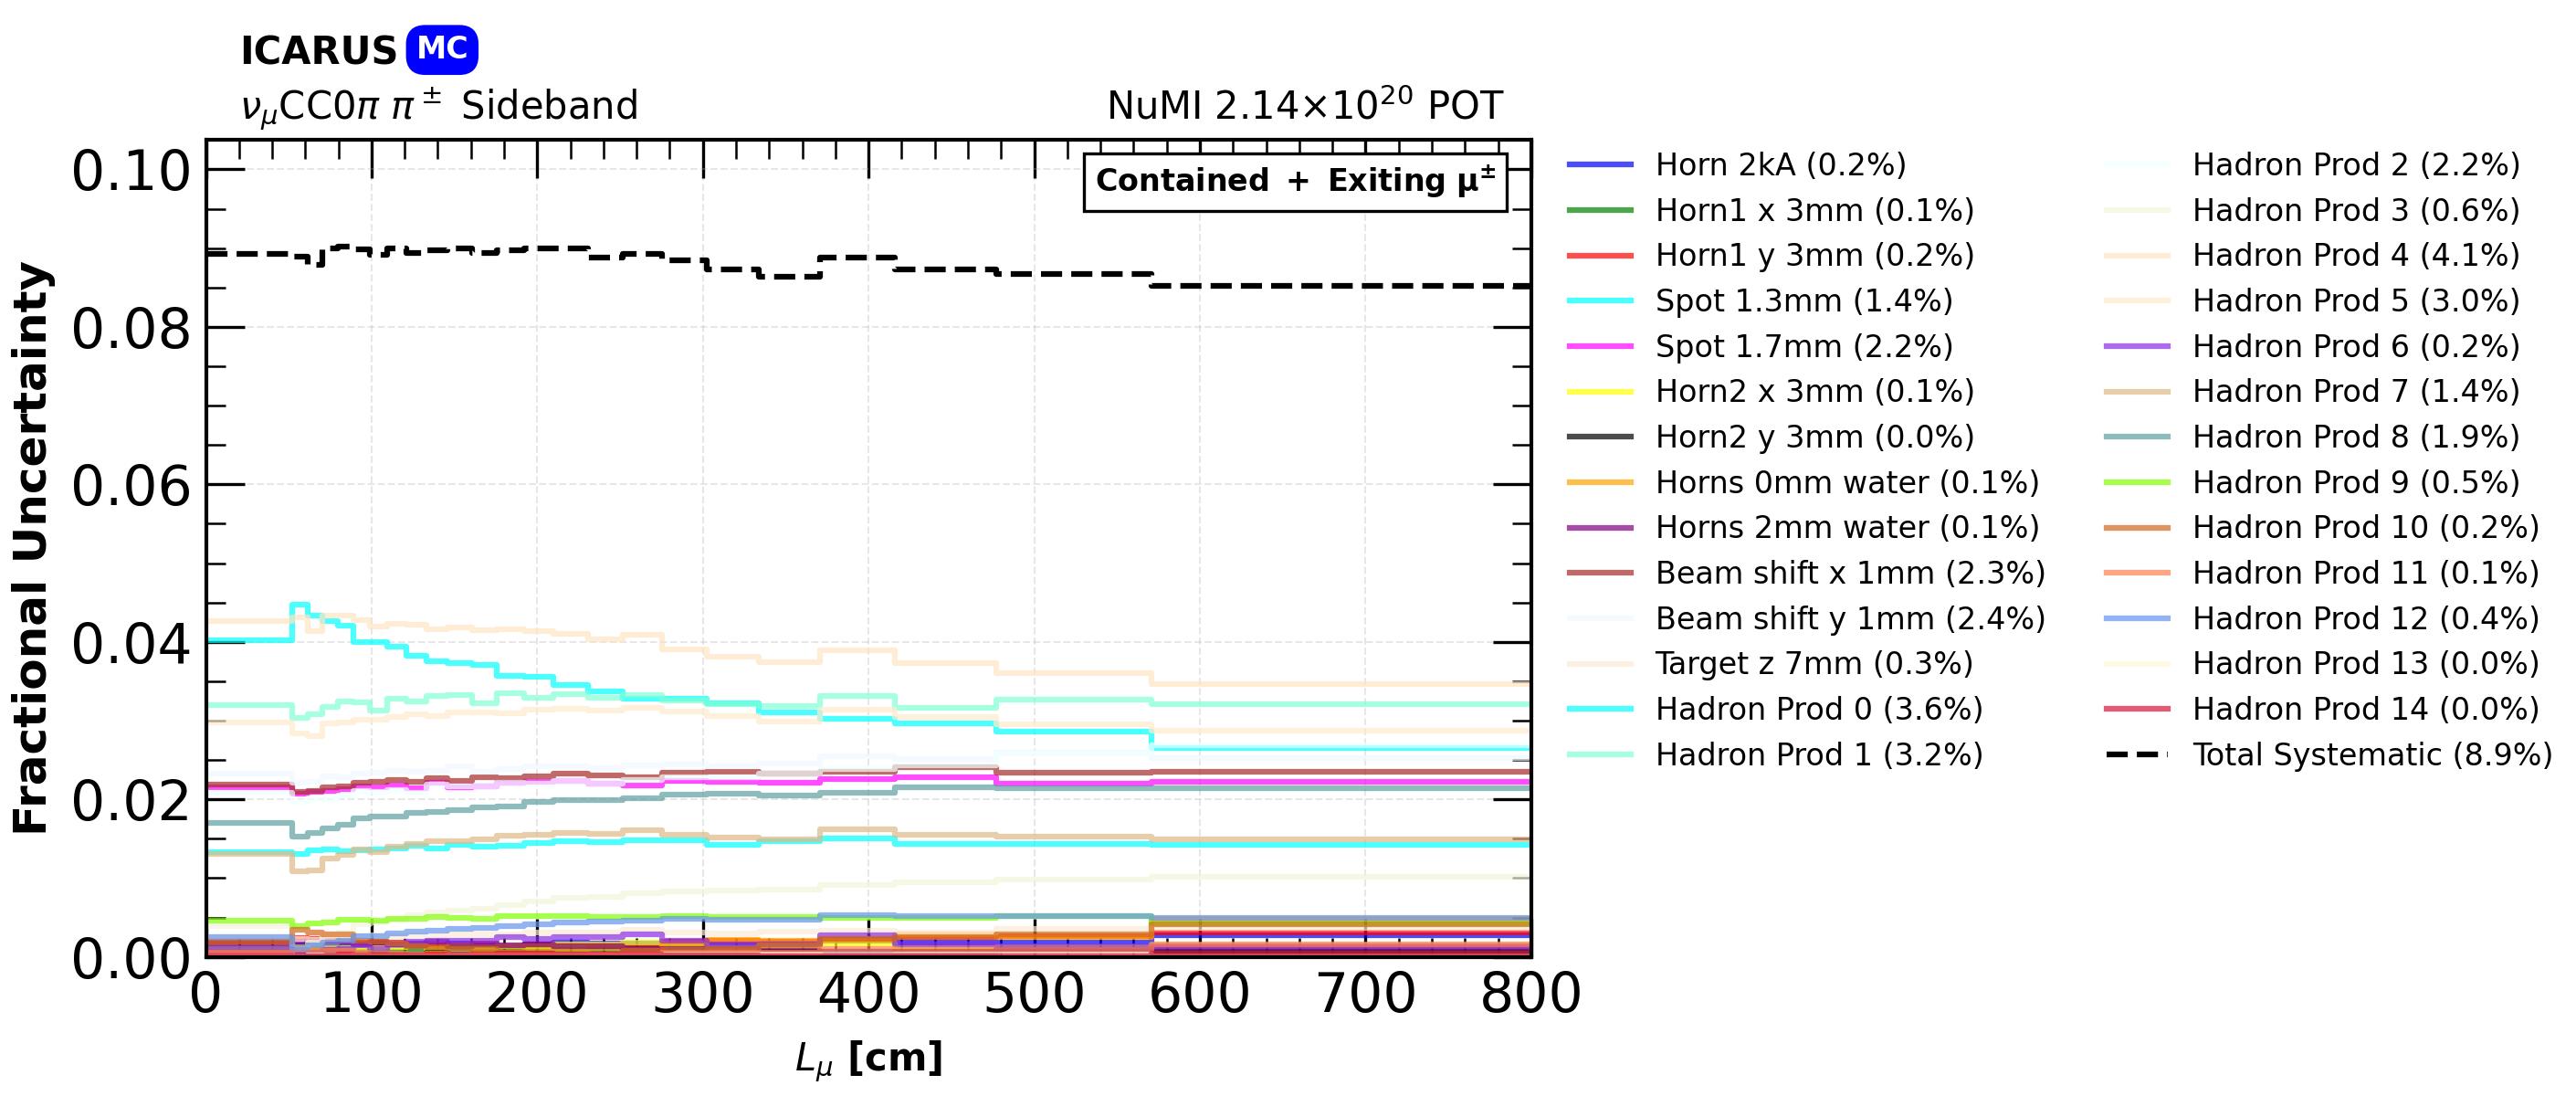 ICARUS MC
νμCC0π π± Sideband
NuMI 2.14×10²⁰ POT
Contained + Exiting μ±
Fractional Uncertainty
0.10
0.08
0.06
0.04
0.02
0.00
0 100 200 300 400 500 600 700 800
Lμ [cm]
Horn 2kA (0.2%)
Horn1 x 3mm (0.1%)
Horn1 y 3mm (0.2%)
Spot 1.3mm (1.4%)
Spot 1.7mm (2.2%)
Horn2 x 3mm (0.1%)
Horn2 y 3mm (0.0%)
Horns 0mm water (0.1%)
Horns 2mm water (0.1%)
Beam shift x 1mm (2.3%)
Beam shift y 1mm (2.4%)
Target z 7mm (0.3%)
Hadron Prod 0 (3.6%)
Hadron Prod 1 (3.2%)
Hadron Prod 2 (2.2%)
Hadron Prod 3 (0.6%)
Hadron Prod 4 (4.1%)
Hadron Prod 5 (3.0%)
Hadron Prod 6 (0.2%)
Hadron Prod 7 (1.4%)
Hadron Prod 8 (1.9%)
Hadron Prod 9 (0.5%)
Hadron Prod 10 (0.2%)
Hadron Prod 11 (0.1%)
Hadron Prod 12 (0.4%)
Hadron Prod 13 (0.0%)
Hadron Prod 14 (0.0%)
Total Systematic (8.9%)